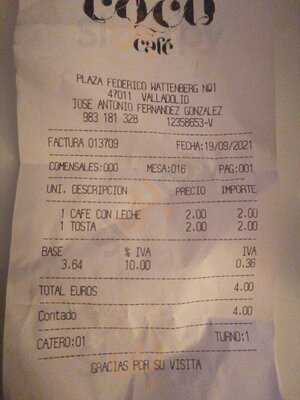 COCO
café
PLAZA FEDERICO WATTENBERG Nº1
47011 VALLADOLID
JOSE ANTONIO FERNANDEZ GONZALEZ
983 181 328 12358653-V
FACTURA 013709 FECHA:19/09/2021
COMENSALES:000 MESA:016 PAG:001
UNI. DESCRIPCION PRECIO IMPORTE
1 CAFE CON LECHE 2.00 2.00
1 TOSTA 2.00 2.00
BASE % IVA IVA
3.64 10.00 0.36
TOTAL EUROS 4.00
Contado 4.00
CAJERO:01 TURNO:1
GRACIAS POR SU VISITA